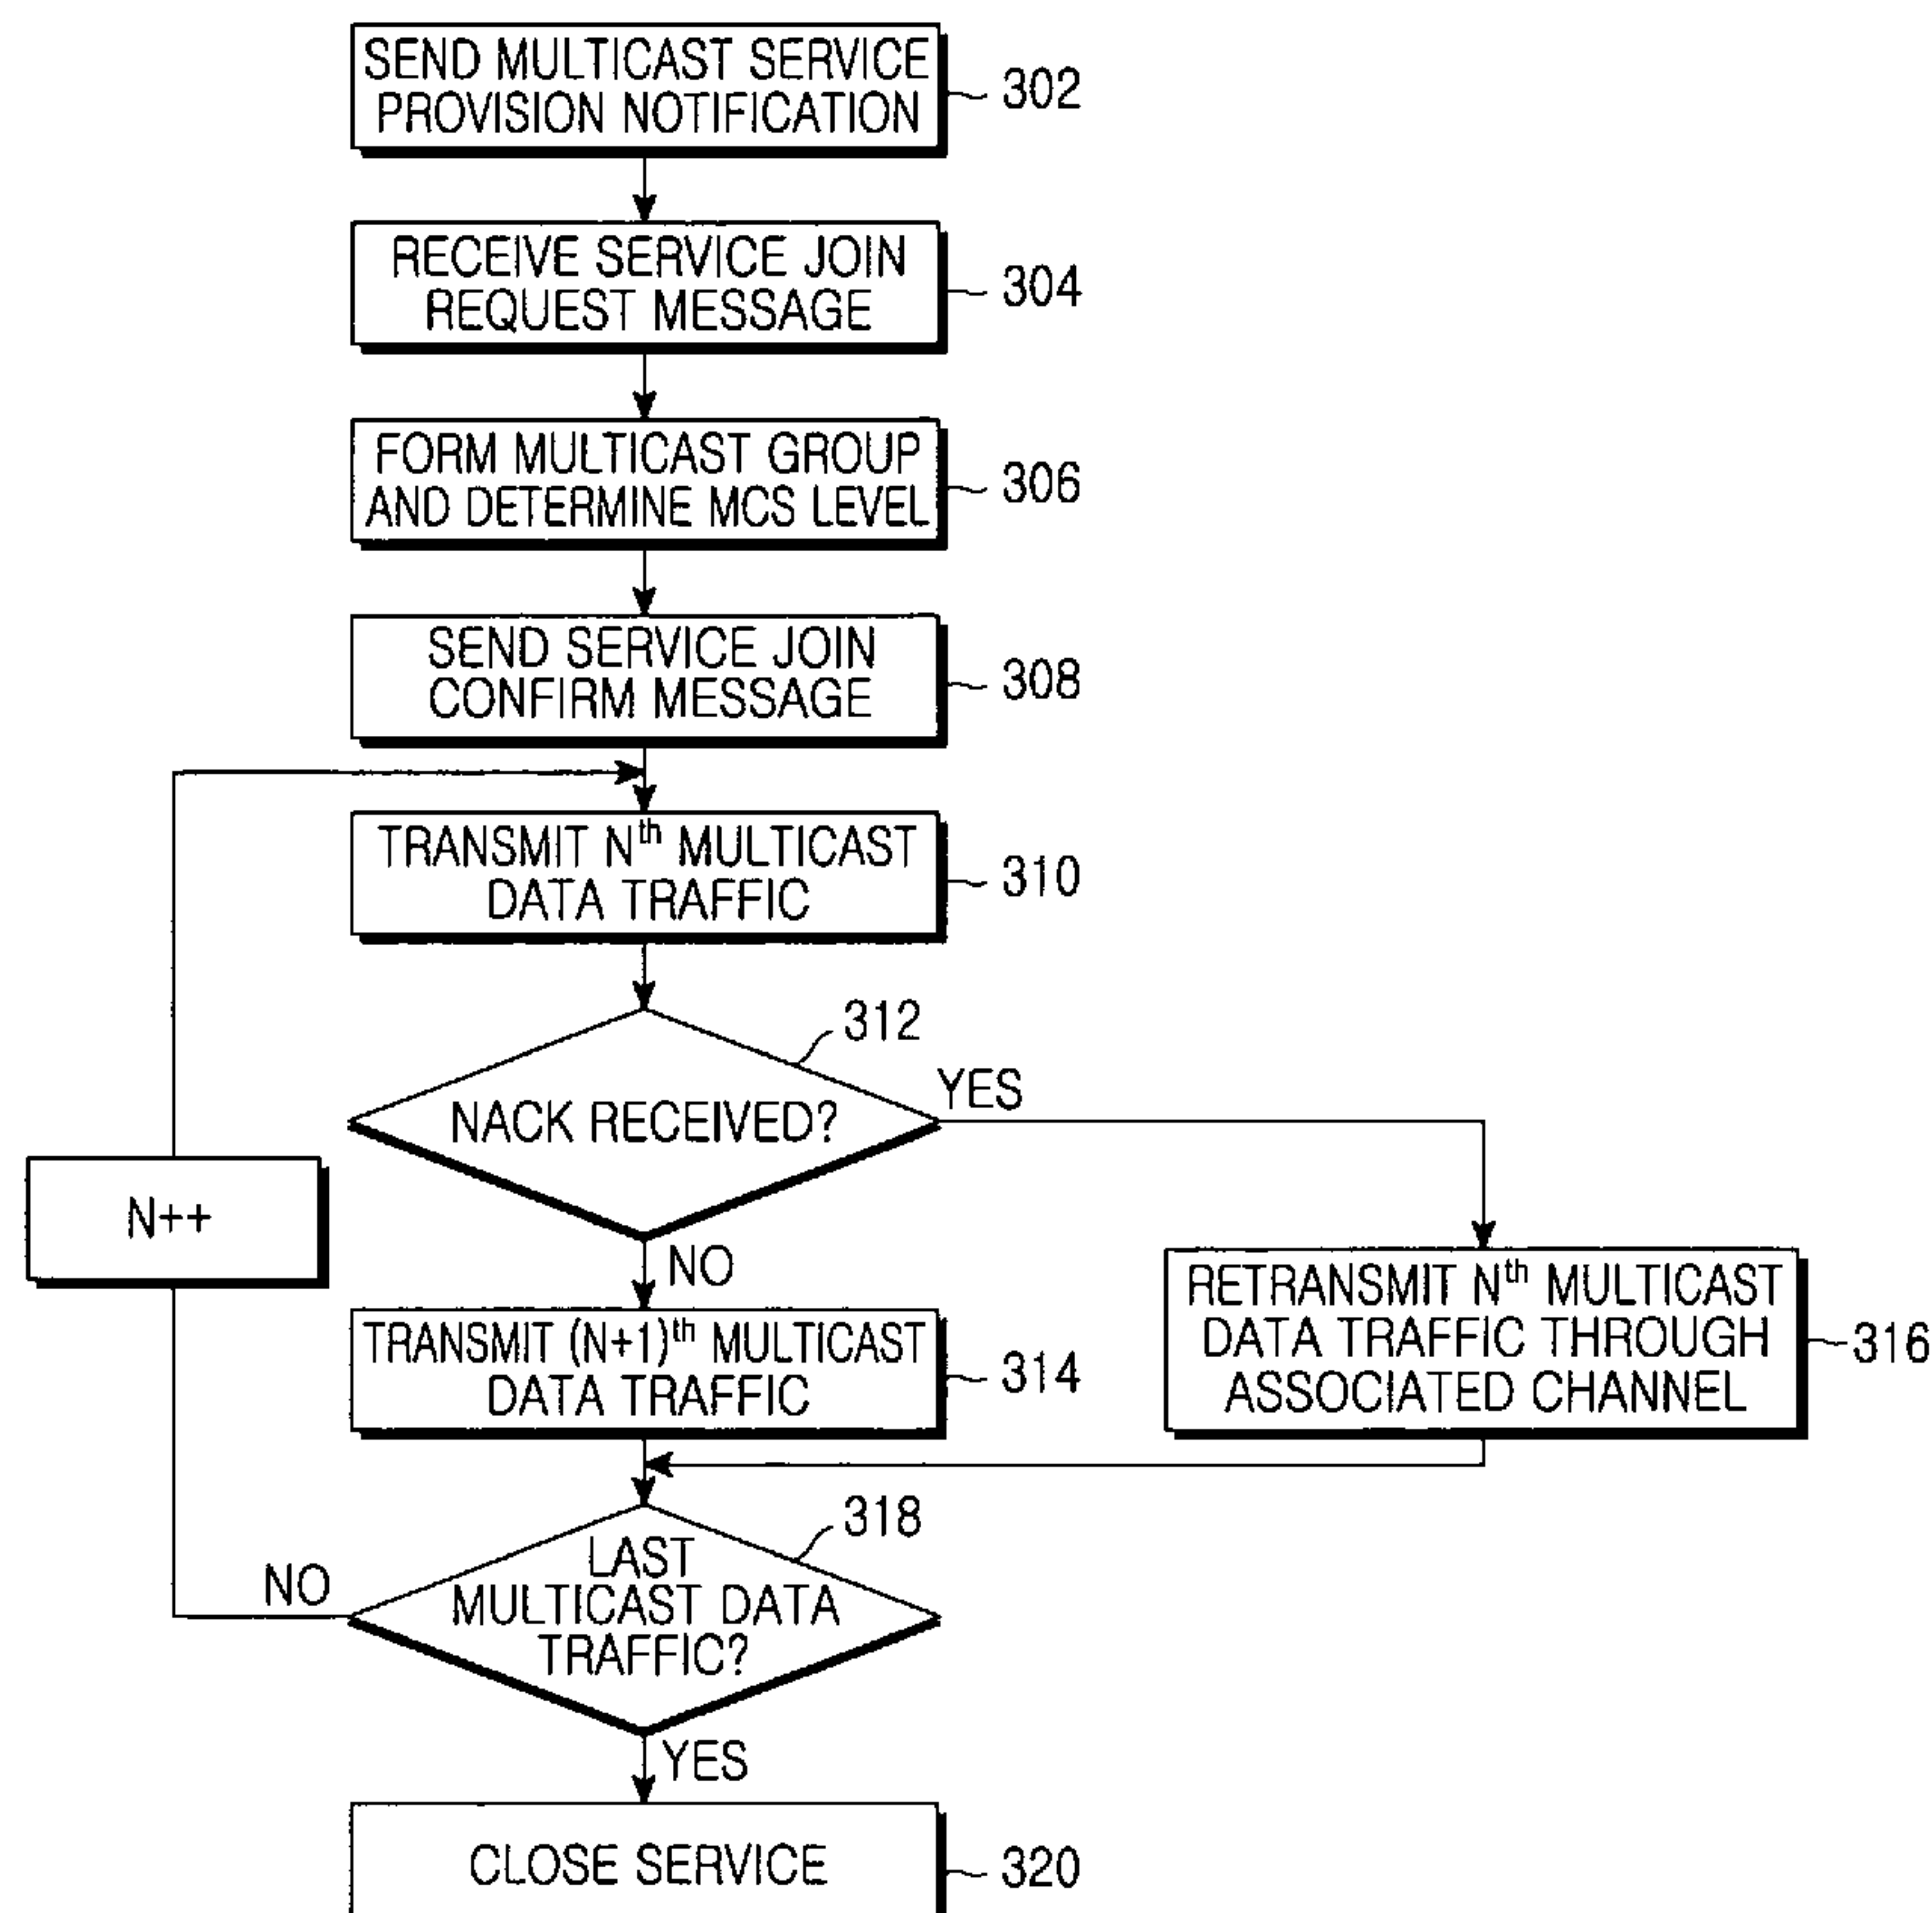 SEND MULTICAST SERVICE
PROVISION NOTIFICATION
302
RECEIVE SERVICE JOIN
REQUEST MESSAGE
304
FORM MULTICAST GROUP
AND DETERMINE MCS LEVEL
306
SEND SERVICE JOIN
CONFIRM MESSAGE
308
TRANSMIT Nth MULTICAST
DATA TRAFFIC
310
312
NACK RECEIVED?
YES
N++
NO
TRANSMIT (N+1)th MULTICAST
DATA TRAFFIC
314
RETRANSMIT Nth MULTICAST
DATA TRAFFIC THROUGH
ASSOCIATED CHANNEL
316
318
LAST
MULTICAST DATA
TRAFFIC?
NO
YES
CLOSE SERVICE
320